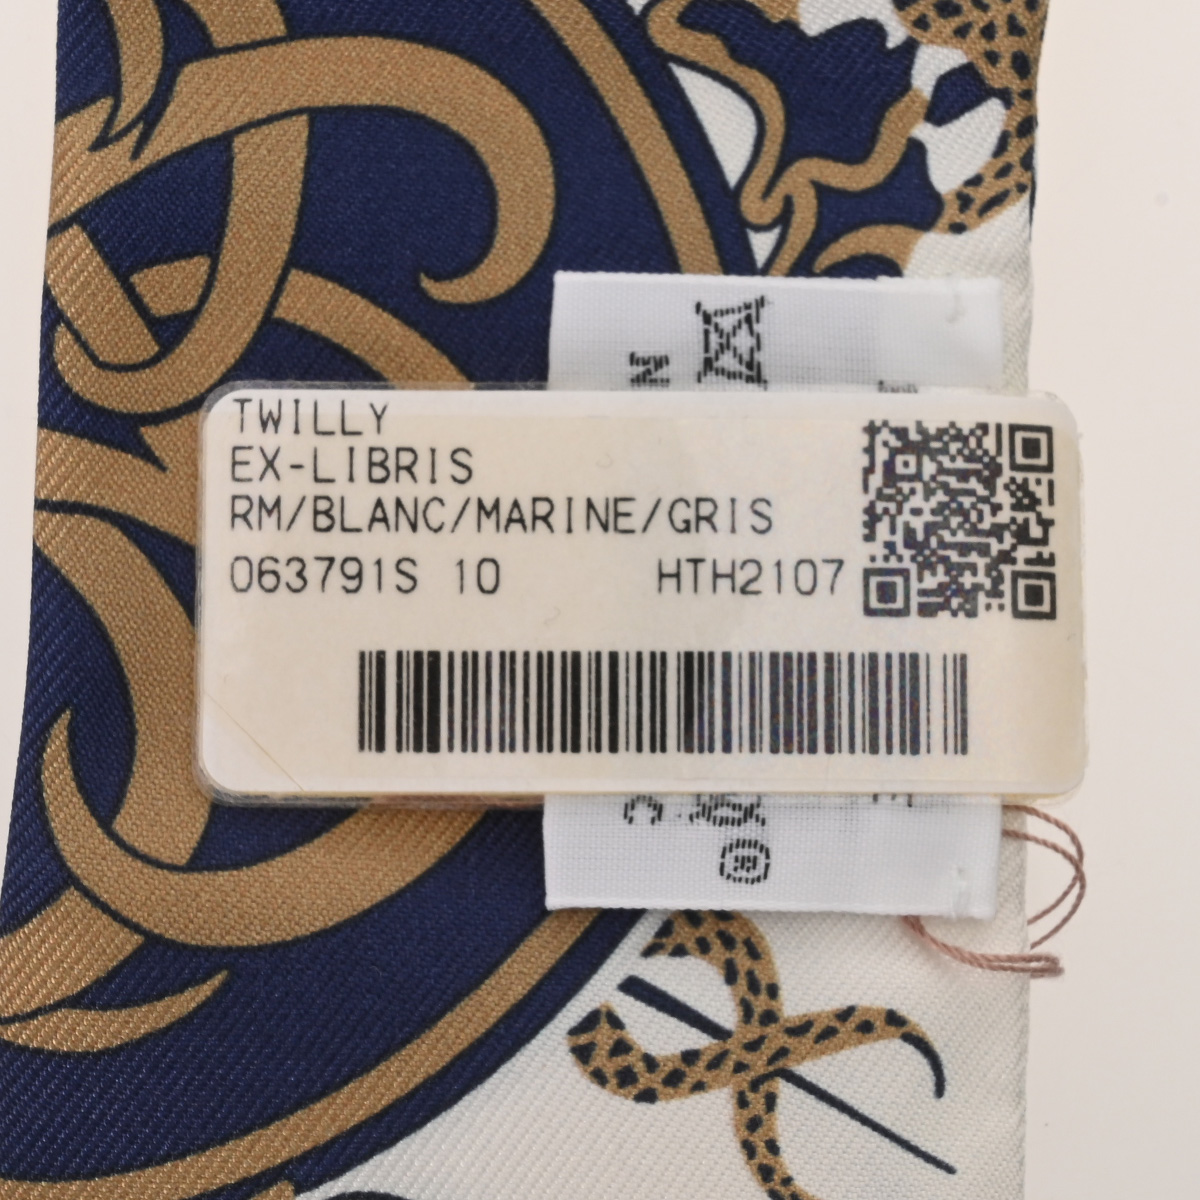 TWILLY
EX-LIBRIS
RM/BLANC/MARINE/GRIS
063791S 10 HTH2107